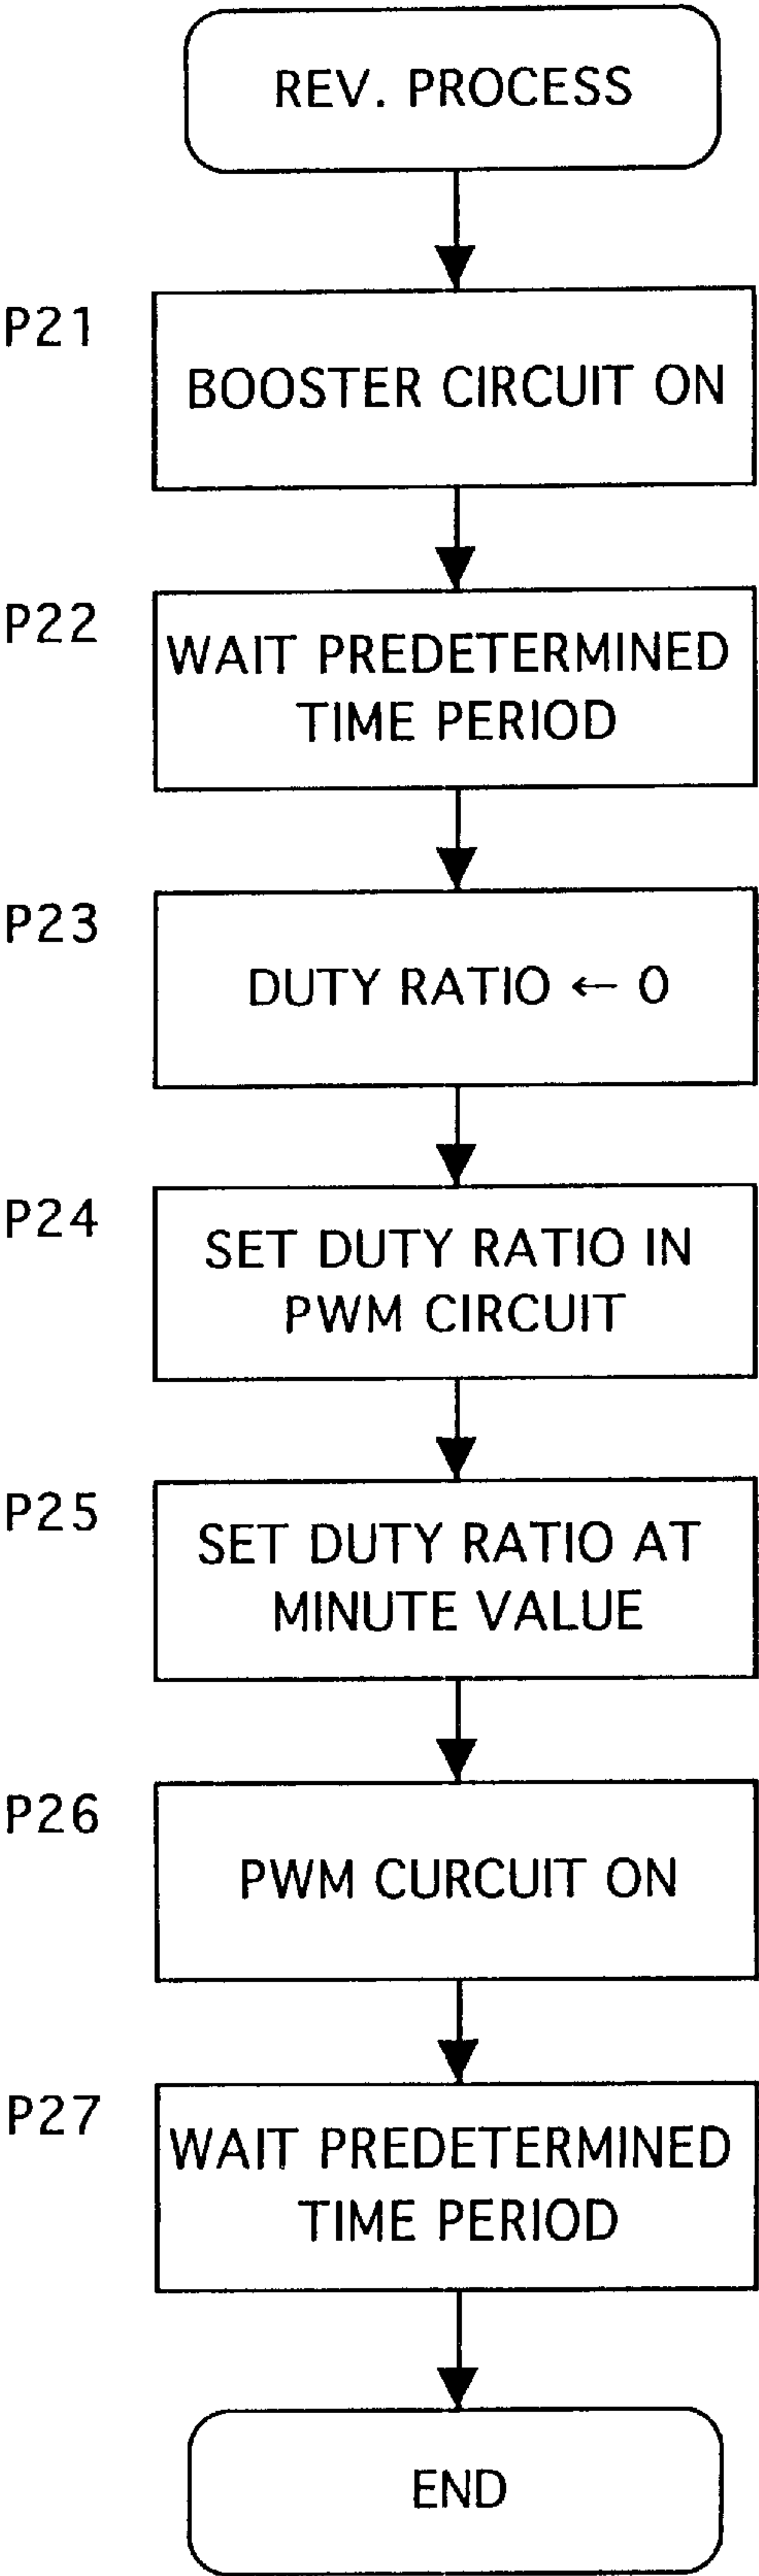 REV. PROCESS
P21
BOOSTER CIRCUIT ON
P22
WAIT PREDETERMINED
TIME PERIOD
P23
DUTY RATIO ← 0
P24
SET DUTY RATIO IN
PWM CIRCUIT
P25
SET DUTY RATIO AT
MINUTE VALUE
P26
PWM CURCUIT ON
P27
WAIT PREDETERMINED
TIME PERIOD
END